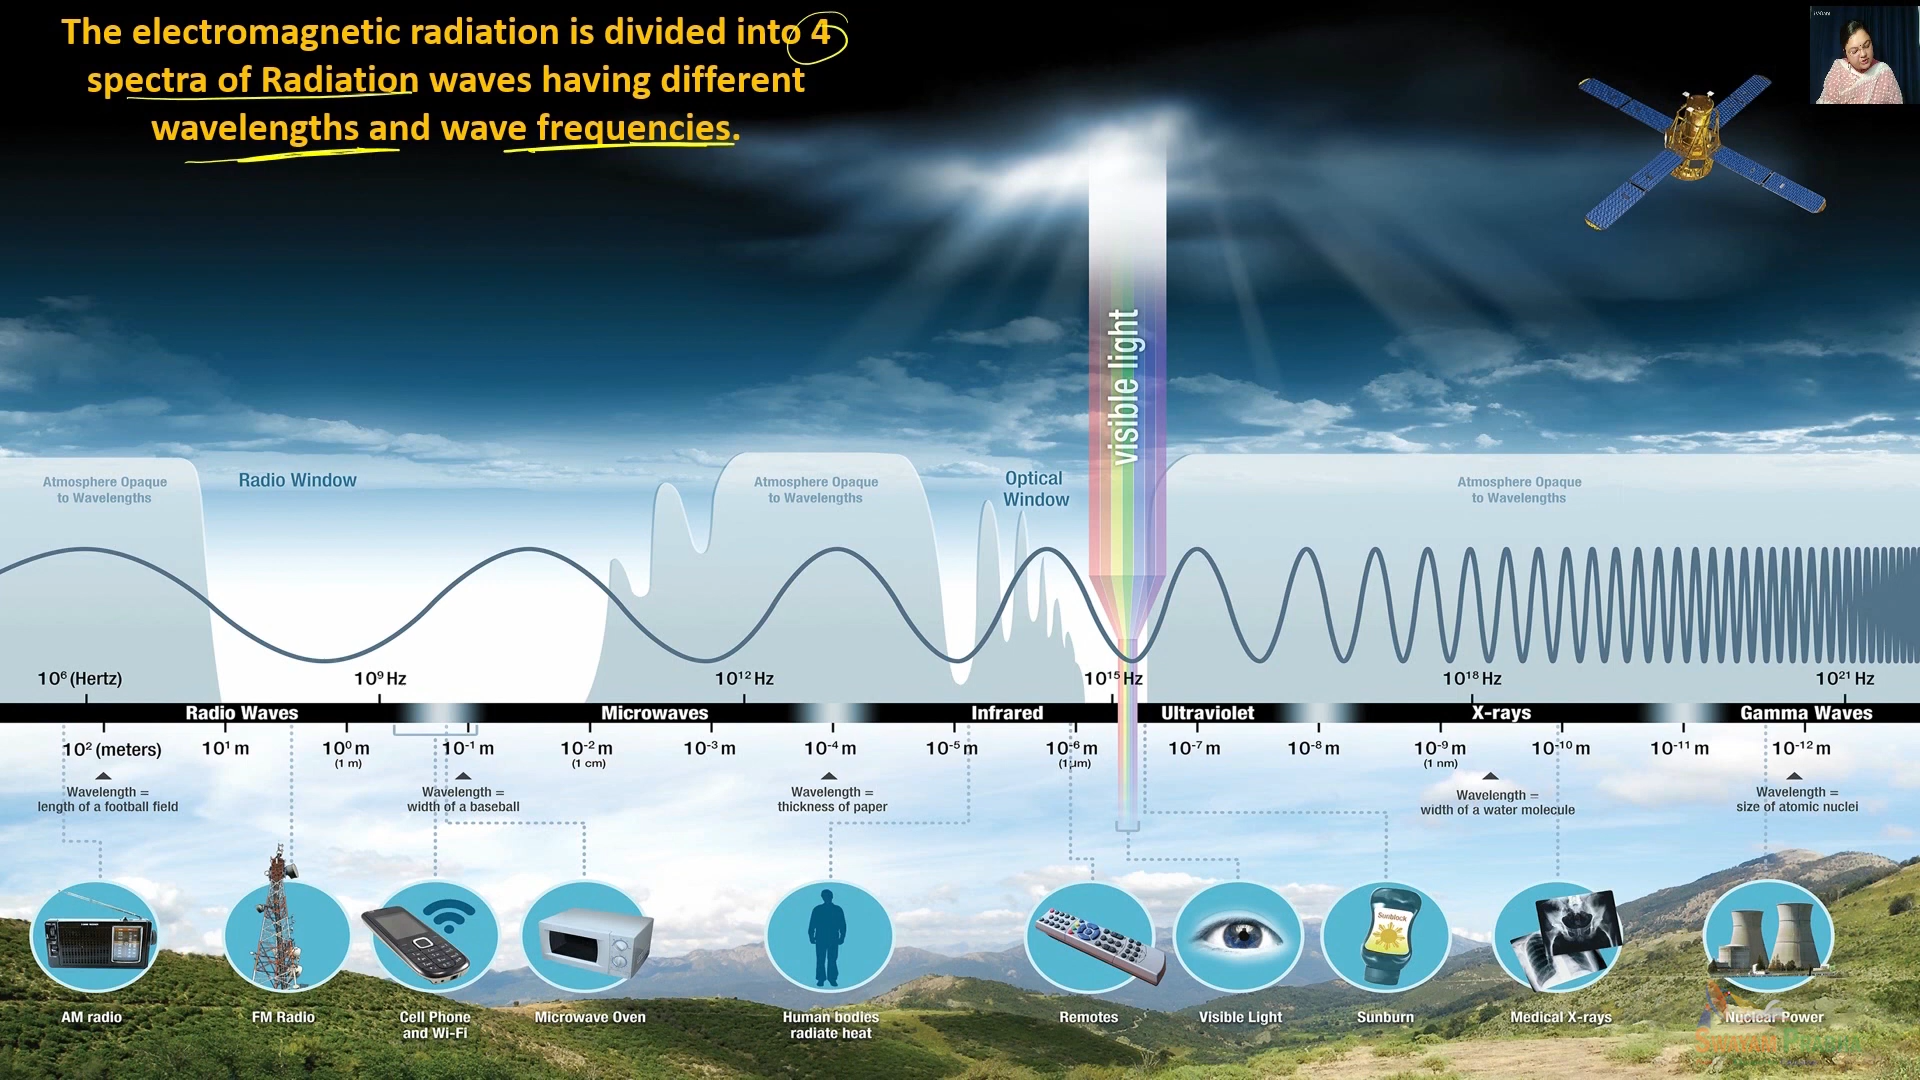 The electromagnetic radiation is divided into 4
spectra of Radiation waves having different
wavelengths and wave frequencies.
visible light
Atmosphere Opaque
to Wavelengths
Radio Window
Atmosphere Opaque
to Wavelengths
Optical
Window
Atmosphere Opaque
to Wavelengths
10⁶ (Hertz)
10⁹ Hz
10¹² Hz
10¹⁵ Hz
10¹⁸ Hz
10²¹ Hz
Radio Waves
Microwaves
Infrared
Ultraviolet
X-rays
Gamma Waves
10² (meters)
10¹ m
10⁰ m
(1 m)
10⁻¹ m
10⁻² m
(1 cm)
10⁻³ m
10⁻⁴ m
10⁻⁵ m
10⁻⁶ m
(1µm)
10⁻⁷ m
10⁻⁸ m
10⁻⁹ m
(1 nm)
10⁻¹⁰ m
10⁻¹¹ m
10⁻¹² m
Wavelength =
length of a football field
Wavelength =
width of a baseball
Wavelength =
thickness of paper
Wavelength =
width of a water molecule
Wavelength =
size of atomic nuclei
Sunblock
AM radio
FM Radio
Cell Phone
and Wi-Fi
Microwave Oven
Human bodies
radiate heat
Remotes
Visible Light
Sunburn
Medical X-rays
Nuclear Power
SWAYAM PRABHA